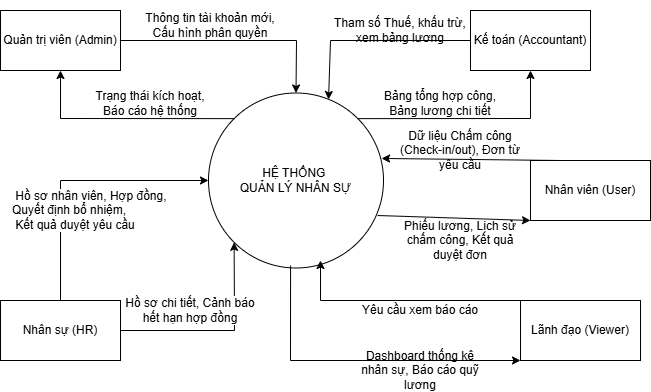 Thông tin tài khoản mới,
Cấu hình phân quyền
Tham số Thuế, khấu trừ,
xem bảng lương
Quản trị viên (Admin)
Kế toán (Accountant)
Trạng thái kích hoạt,
Báo cáo hệ thống
Bảng tổng hợp công,
Bảng lương chi tiết
Dữ liệu Chấm công
(Check-in/out), Đơn từ
yêu cầu
HỆ THỐNG
QUẢN LÝ NHÂN SỰ
Nhân viên (User)
Hồ sơ nhân viên, Hợp đồng,
Quyết định bổ nhiệm,
Kết quả duyệt yêu cầu
Phiếu lương, Lịch sử
chấm công, Kết quả
duyệt đơn
Hồ sơ chi tiết, Cảnh báo
hết hạn hợp đồng
Yêu cầu xem báo cáo
Nhân sự (HR)
Lãnh đạo (Viewer)
Dashboard thống kê
nhân sự, Báo cáo quỹ
lương